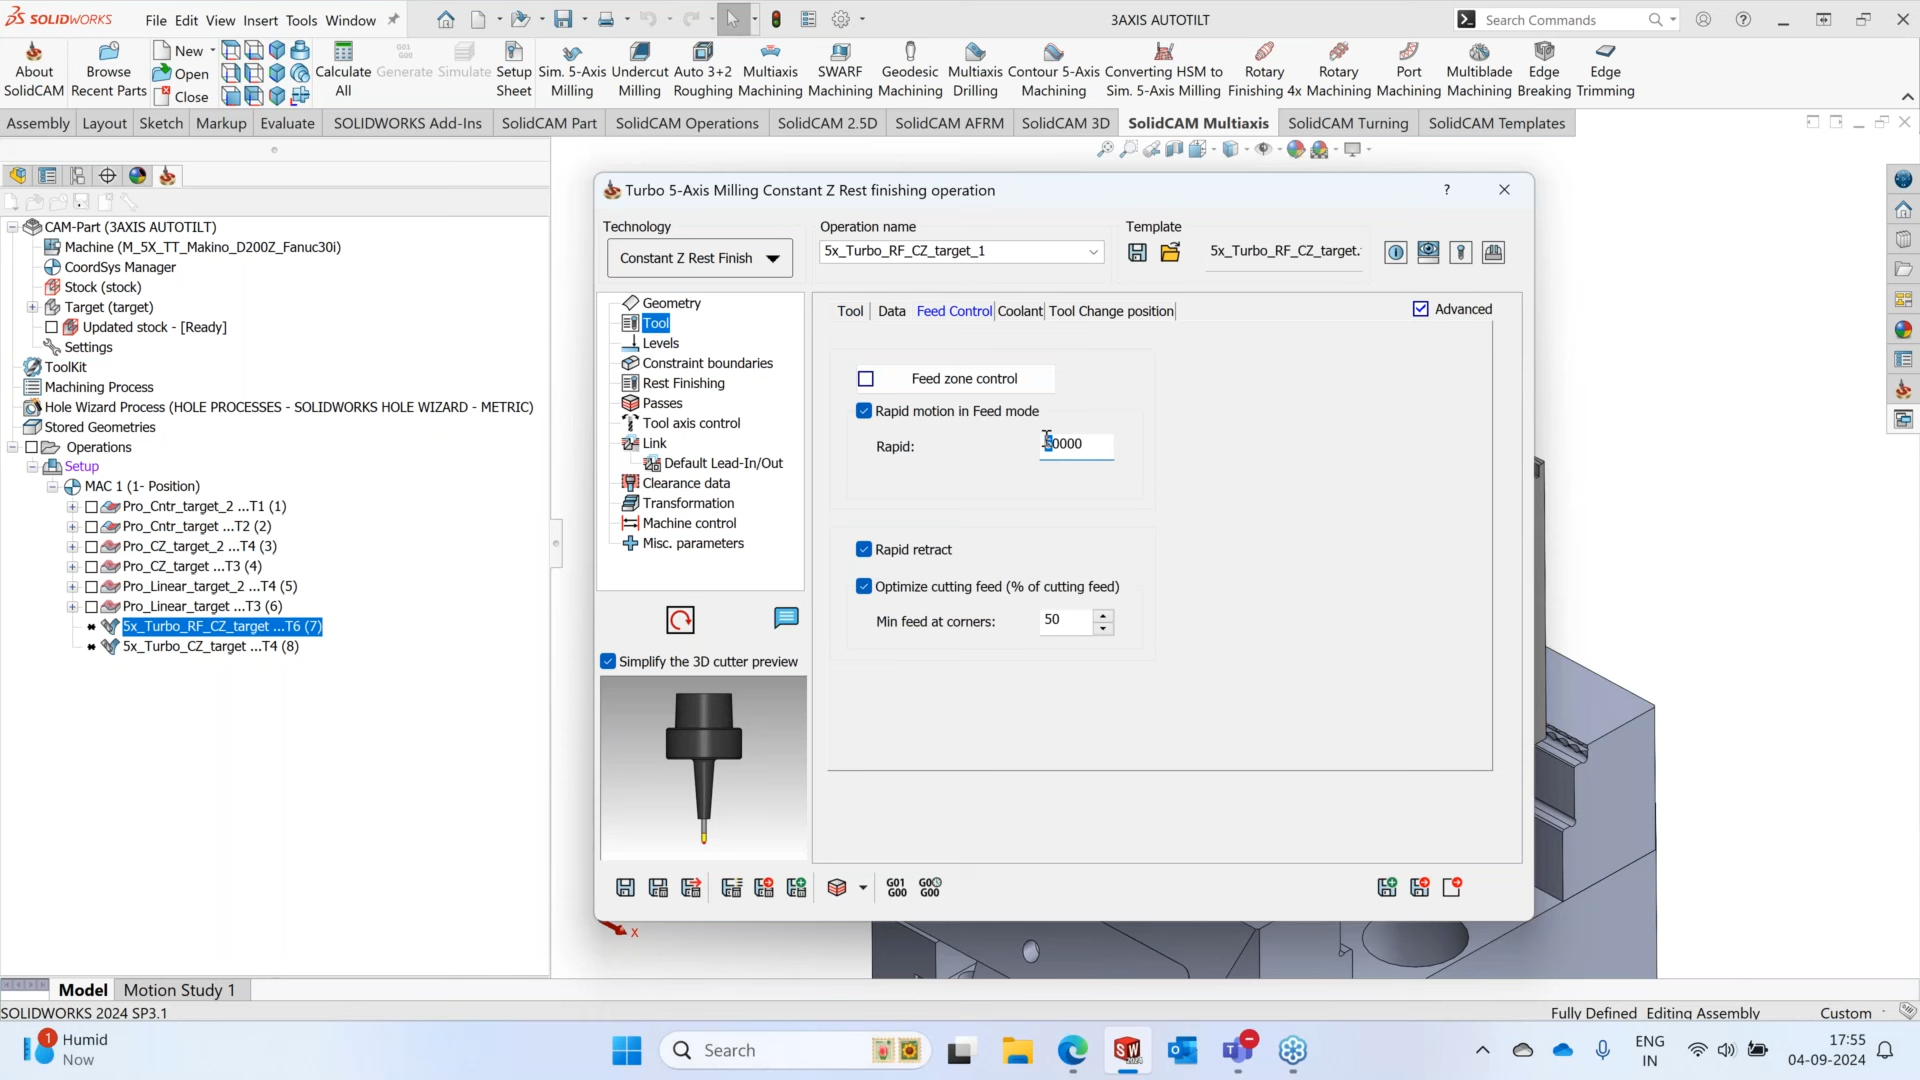 SOLIDWORKS File Edit View Insert Tools Window 3AXIS AUTOTILT Search Commands
About SolidCAM
Browse Recent Parts
New
Open
Close
Calculate All
Generate
Simulate
Setup Sheet
Sim. 5-Axis Milling
Undercut Milling
Auto 3+2 Roughing
Multiaxis Machining
SWARF Machining
Geodesic Machining
Multiaxis Drilling
Contour 5-Axis Machining
Converting HSM to Sim. 5-Axis Milling
Rotary Finishing 4x
Rotary Machining
Port Machining
Multiblade Machining
Edge Breaking
Edge Trimming
Assembly Layout Sketch Markup Evaluate SOLIDWORKS Add-Ins SolidCAM Part SolidCAM Operations SolidCAM 2.5D SolidCAM AFRM SolidCAM 3D SolidCAM Multiaxis SolidCAM Turning SolidCAM Templates
CAM-Part (3AXIS AUTOTILT)
Machine (M_5X_TT_Makino_D200Z_Fanuc30i)
CoordSys Manager
Stock (stock)
Target (target)
Updated stock - [Ready]
Settings
ToolKit
Machining Process
Hole Wizard Process (HOLE PROCESSES - SOLIDWORKS HOLE WIZARD - METRIC)
Stored Geometries
Operations
Setup
MAC 1 (1- Position)
Pro_Cntr_target_2 ...T1 (1)
Pro_Cntr_target ...T2 (2)
Pro_CZ_target_2 ...T4 (3)
Pro_CZ_target ...T3 (4)
Pro_Linear_target_2 ...T4 (5)
Pro_Linear_target ...T3 (6)
5x_Turbo_RF_CZ_target ...T6 (7)
5x_Turbo_CZ_target ...T4 (8)
Turbo 5-Axis Milling Constant Z Rest finishing operation
Technology
Constant Z Rest Finish
Operation name
5x_Turbo_RF_CZ_target_1
Template
5x_Turbo_RF_CZ_target.
Geometry
Tool
Levels
Constraint boundaries
Rest Finishing
Passes
Tool axis control
Link
Default Lead-In/Out
Clearance data
Transformation
Machine control
Misc. parameters
Simplify the 3D cutter preview
Tool Data Feed Control Coolant Tool Change position
Advanced
Feed zone control
Rapid motion in Feed mode
Rapid: 0000
Rapid retract
Optimize cutting feed (% of cutting feed)
Min feed at corners: 50
G01 G00
X
Model Motion Study 1
SOLIDWORKS 2024 SP3.1
Fully Defined Editing Assembly Custom
1
Humid
Now
Search
ENG
IN
17:55
04-09-2024